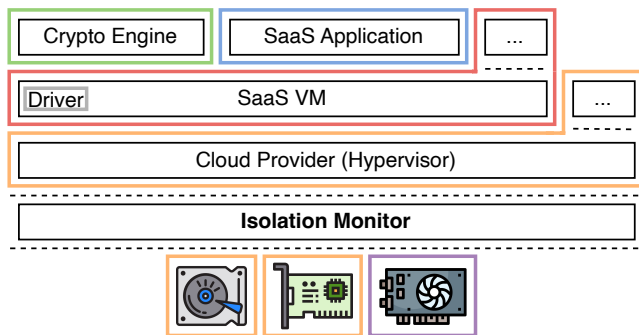 Crypto Engine
SaaS Application
...
Driver
SaaS VM
...
Cloud Provider (Hypervisor)
Isolation Monitor